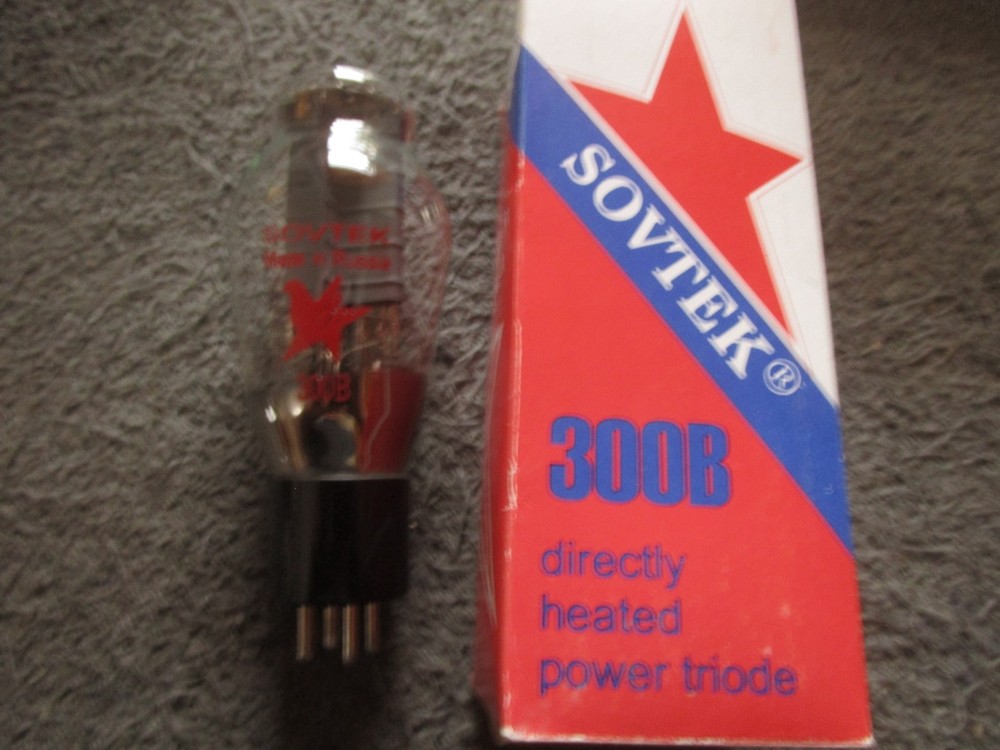 SOVTEK
Made in Russia
300B
SOVTEK®
300B
directly
heated
power triode